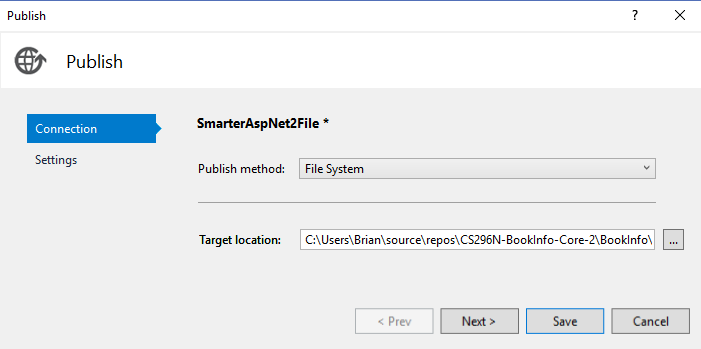 Publish
?
Publish
Connection
SmarterAspNet2File *
Settings
Publish method: File System
Target location: C:\Users\Brian\source\repos\CS296N-BookInfo-Core-2\BookInfo\ ...
< Prev Next > Save Cancel